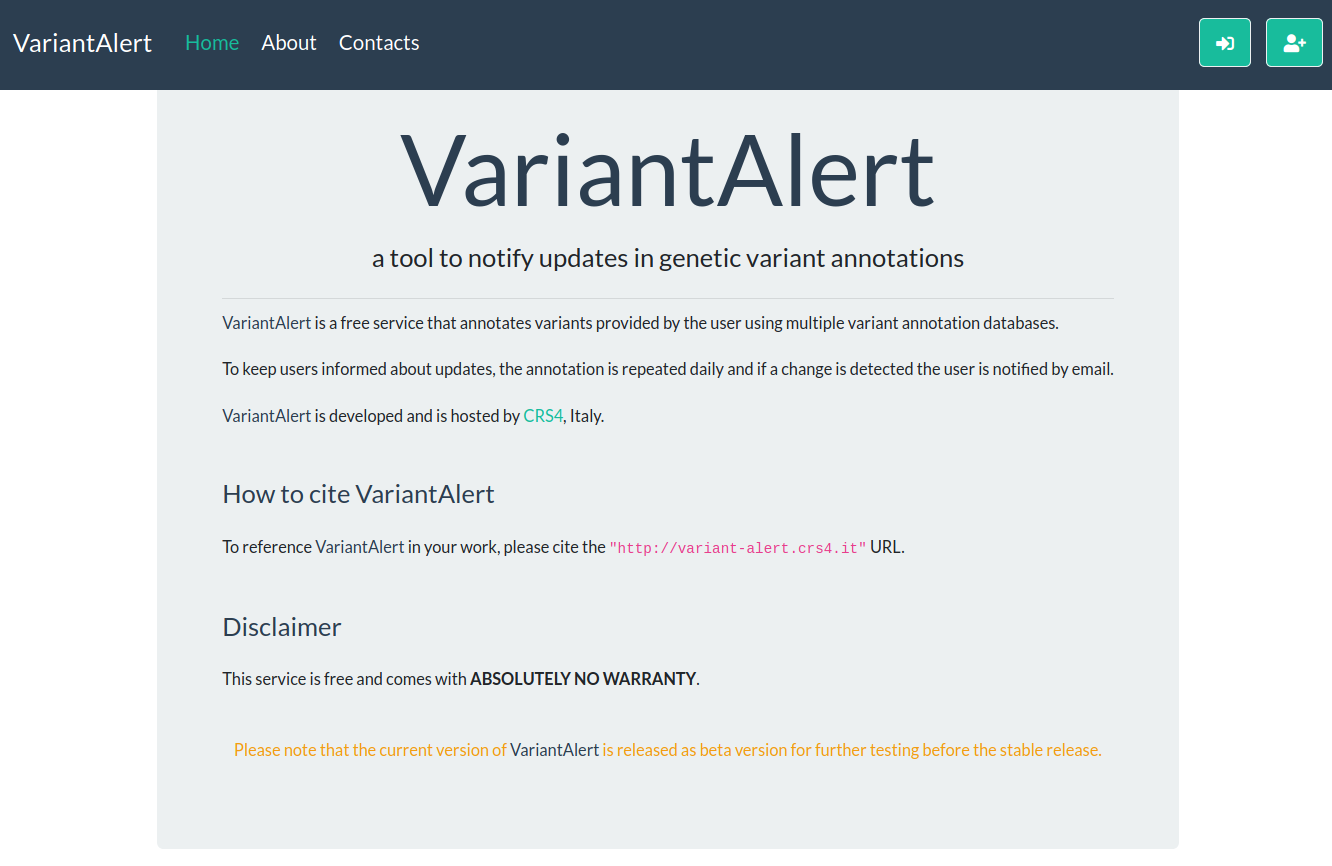 VariantAlert Home About Contacts
VariantAlert
a tool to notify updates in genetic variant annotations
VariantAlert is a free service that annotates variants provided by the user using multiple variant annotation databases.
To keep users informed about updates, the annotation is repeated daily and if a change is detected the user is notified by email.
VariantAlert is developed and is hosted by CRS4, Italy.
How to cite VariantAlert
To reference VariantAlert in your work, please cite the "http://variant-alert.crs4.it" URL.
Disclaimer
This service is free and comes with ABSOLUTELY NO WARRANTY.
Please note that the current version of VariantAlert is released as beta version for further testing before the stable release.